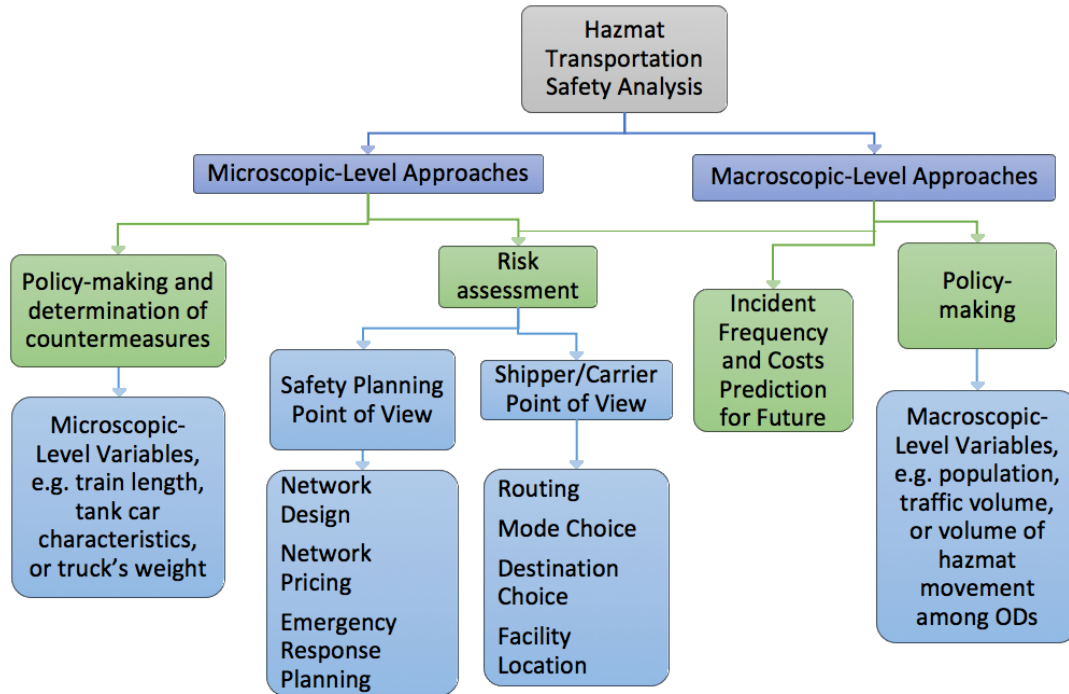 Hazmat
Transportation
Safety Analysis
Microscopic-Level Approaches
Macroscopic-Level Approaches
Policy-making and
determination of
countermeasures
Risk
assessment
Incident
Frequency
and Costs
Prediction
for Future
Policy-
making
Safety Planning
Point of View
Shipper/Carrier
Point of View
Microscopic-
Level Variables,
e.g. train length,
tank car
characteristics,
or truck’s weight
Network
Design
Network
Pricing
Emergency
Response
Planning
Routing
Mode Choice
Destination
Choice
Facility
Location
Macroscopic-
Level Variables,
e.g. population,
traffic volume,
or volume of
hazmat
movement
among ODs